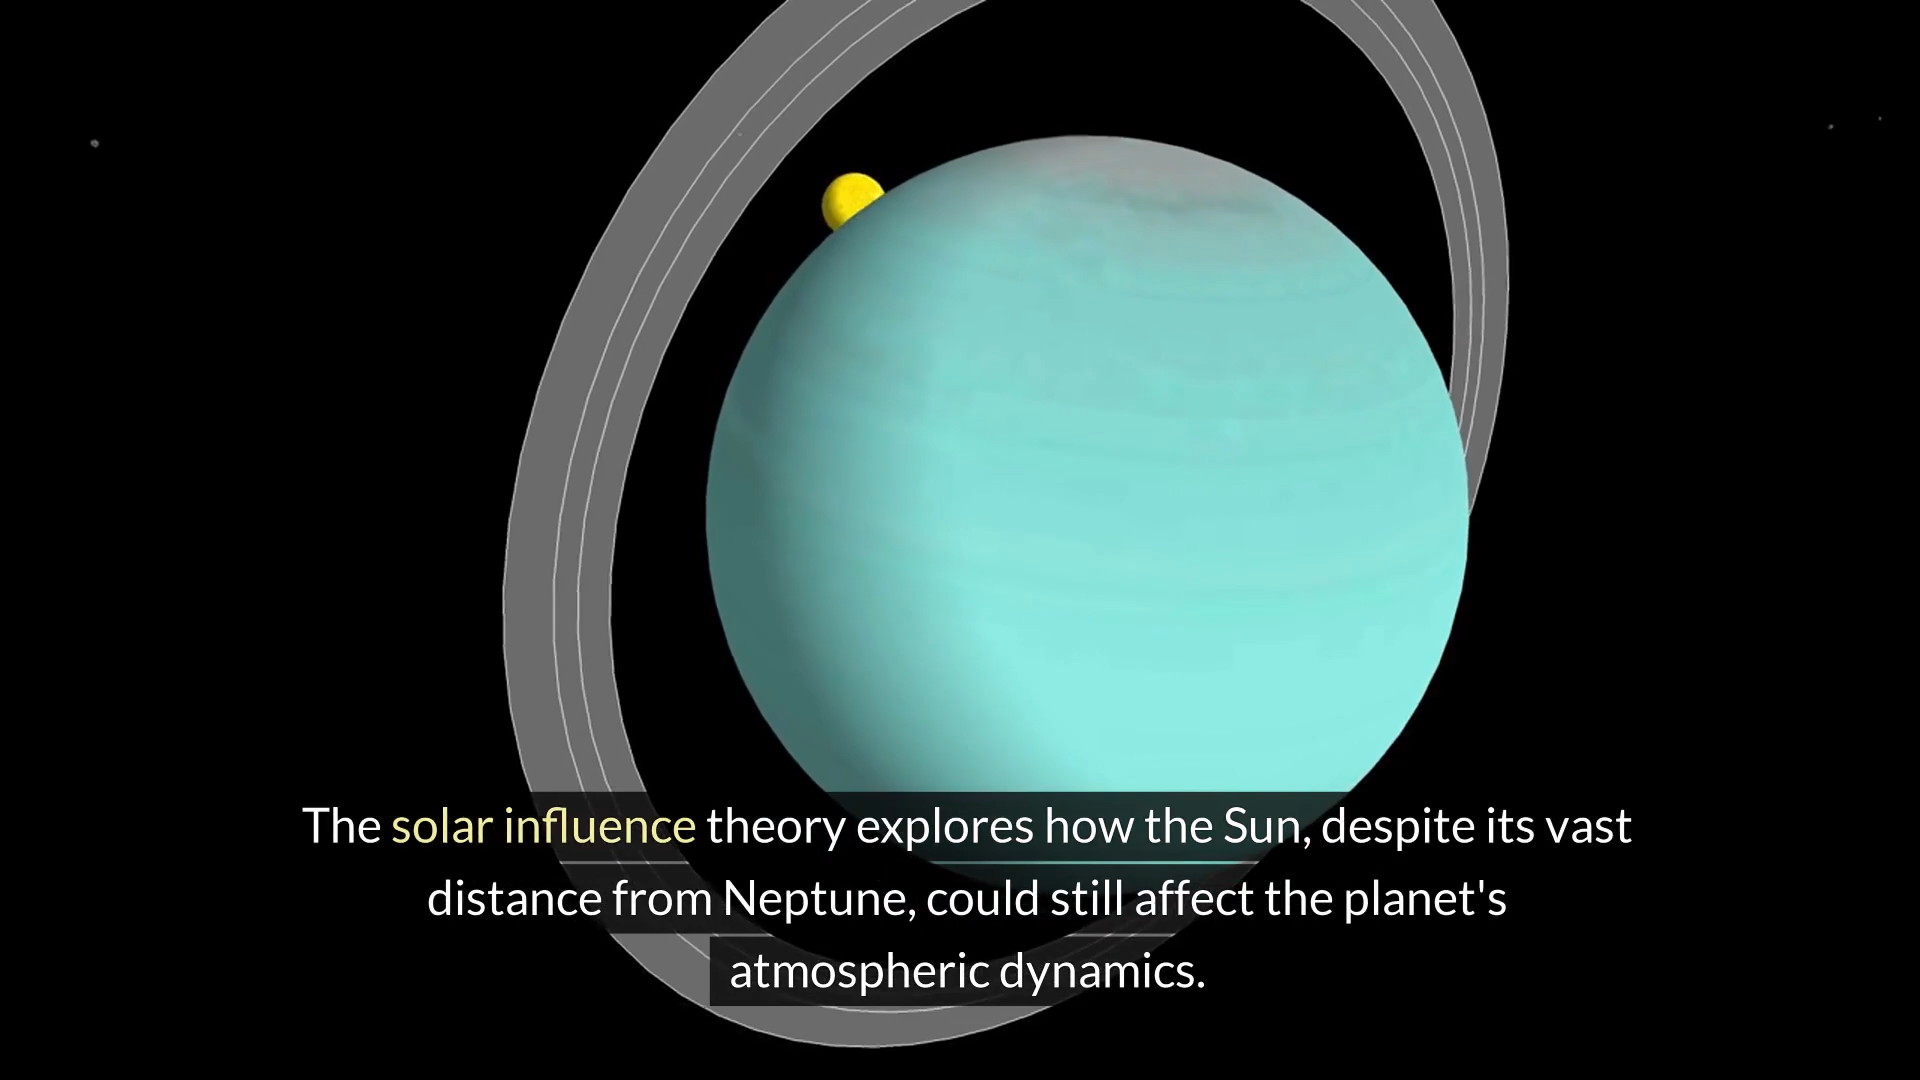 The solar influence theory explores how the Sun, despite its vast
distance from Neptune, could still affect the planet's
atmospheric dynamics.